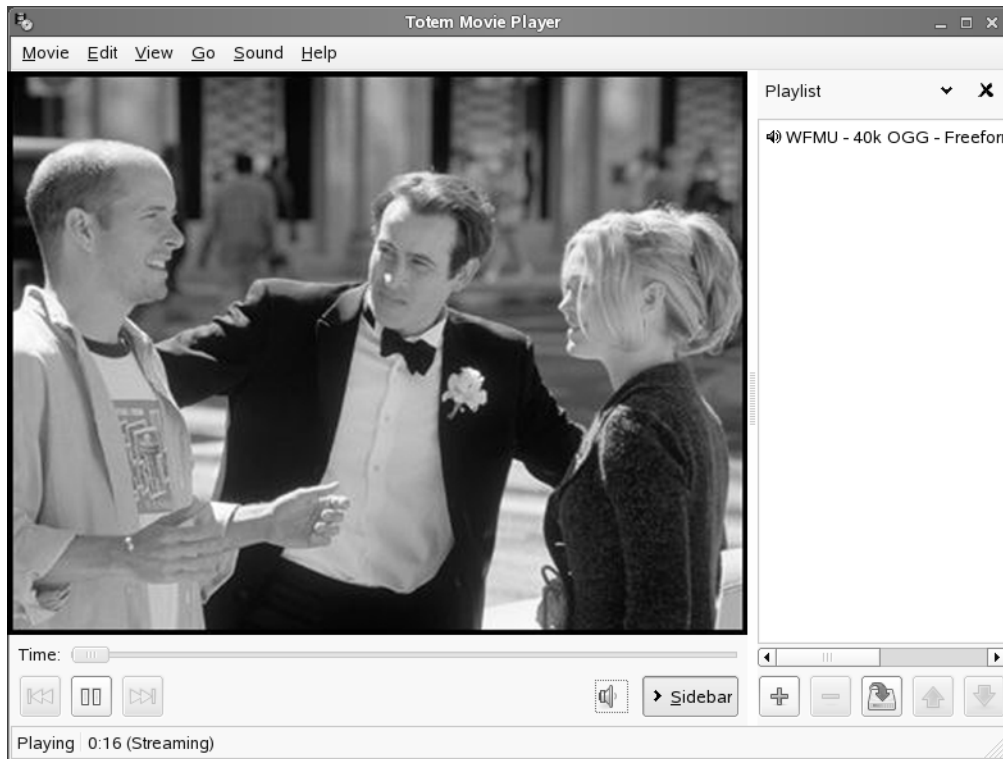 Totem Movie Player
Movie Edit View Go Sound Help
Playlist
WFMU - 40k OGG - Freefor
Time:
Sidebar
Playing 0:16 (Streaming)